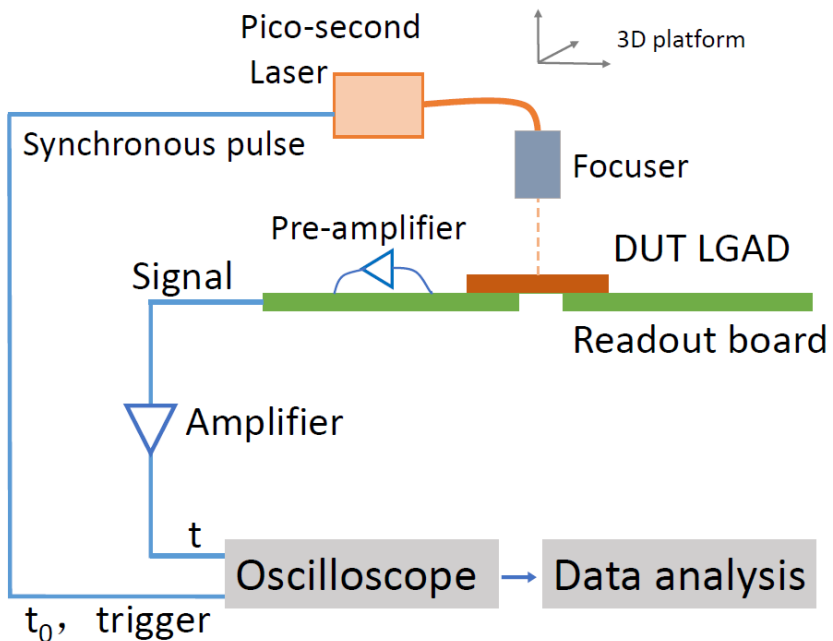 Pico-second
Laser
3D platform
Synchronous pulse
Focuser
Pre-amplifier
DUT LGAD
Signal
Readout board
Amplifier
t
Oscilloscope
Data analysis
t₀， trigger